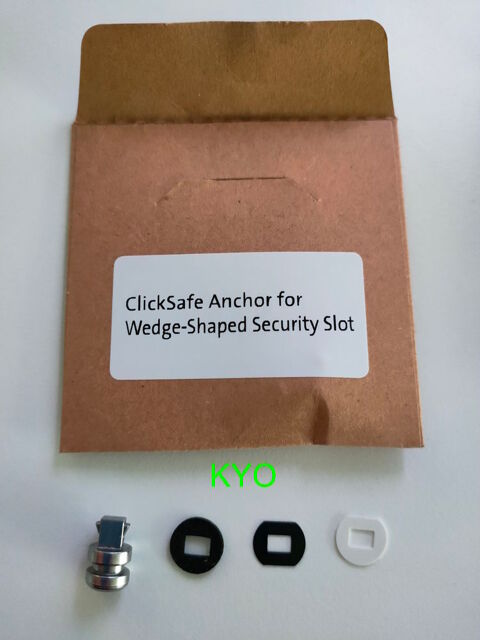 ClickSafe Anchor for
Wedge-Shaped Security Slot
KYO